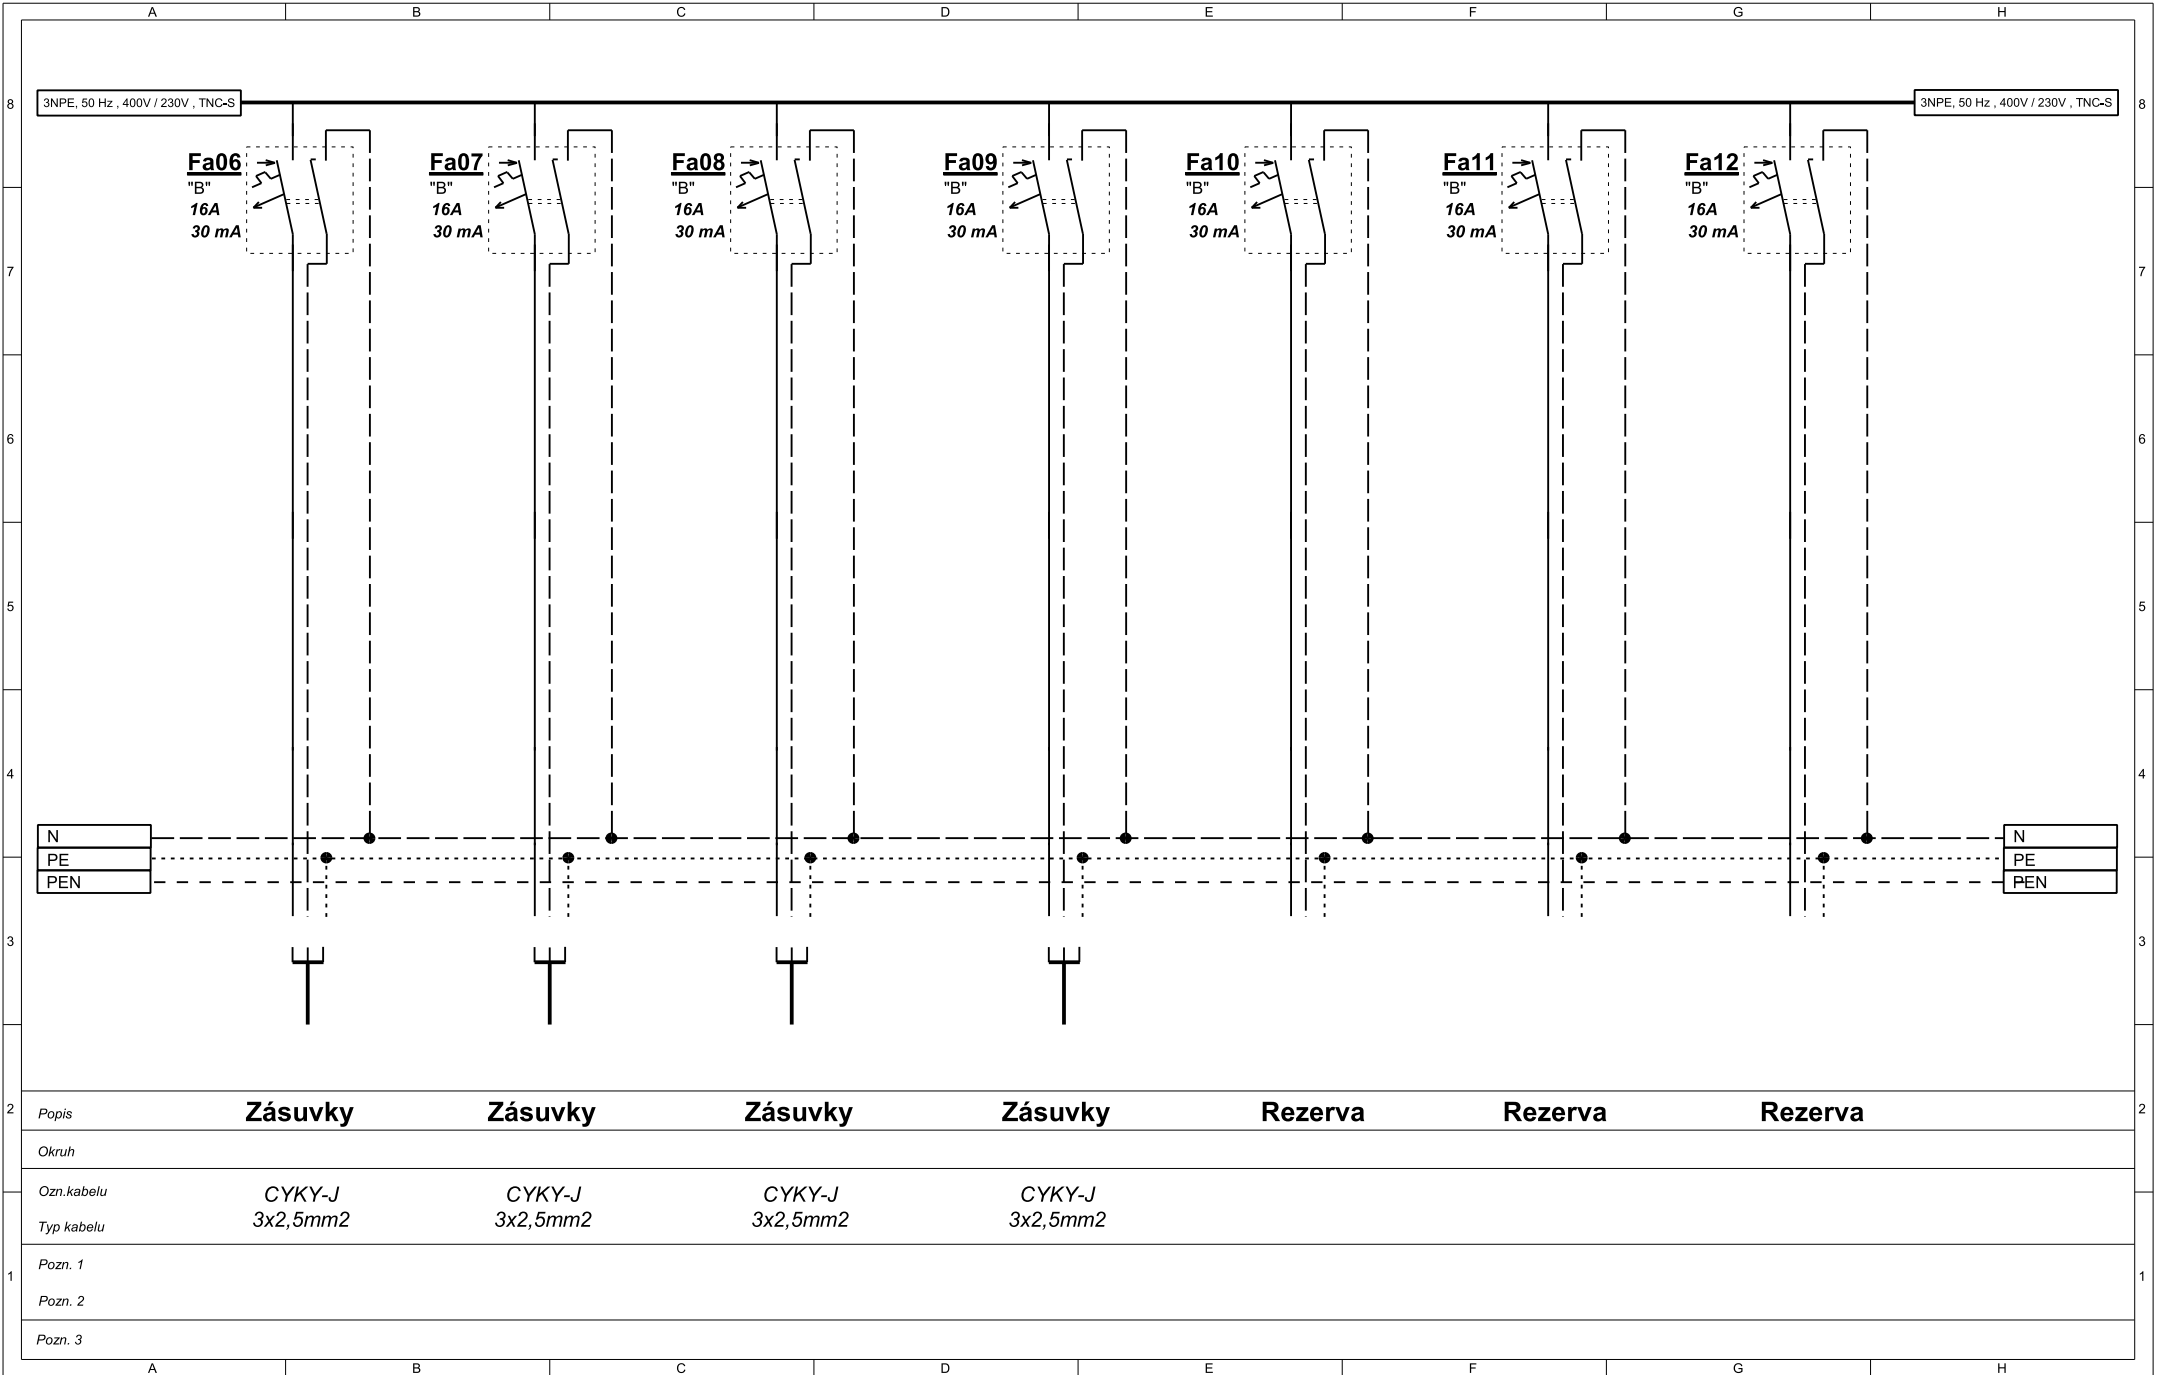 A B C D E F G H
8 3NPE, 50 Hz , 400V / 230V , TNC-S 3NPE, 50 Hz , 400V / 230V , TNC-S 8
Fa06 Fa07 Fa08 Fa09 Fa10 Fa11 Fa12
"B" "B" "B" "B" "B" "B" "B"
16A 16A 16A 16A 16A 16A 16A
30 mA 30 mA 30 mA 30 mA 30 mA 30 mA 30 mA
7 7
6 6
5 5
4 4
N N
PE PE
PEN PEN
3 3
2 Popis Zásuvky Zásuvky Zásuvky Zásuvky Rezerva Rezerva Rezerva 2
Okruh
Ozn.kabelu CYKY-J CYKY-J CYKY-J CYKY-J
Typ kabelu 3x2,5mm2 3x2,5mm2 3x2,5mm2 3x2,5mm2
Pozn. 1
1 1
Pozn. 2
Pozn. 3
A B C D E F G H